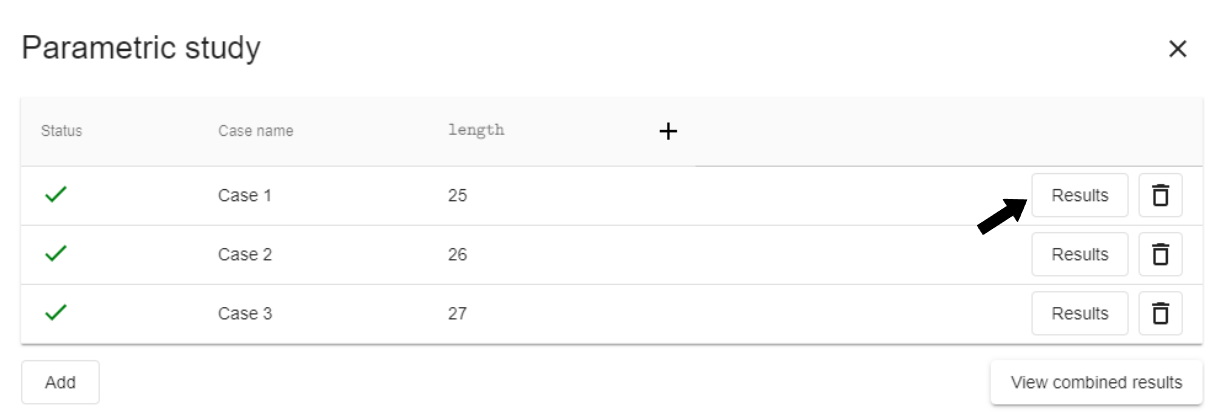 Parametric study
Status Case name length +
Case 1 25 Results
Case 2 26 Results
Case 3 27 Results
Add View combined results